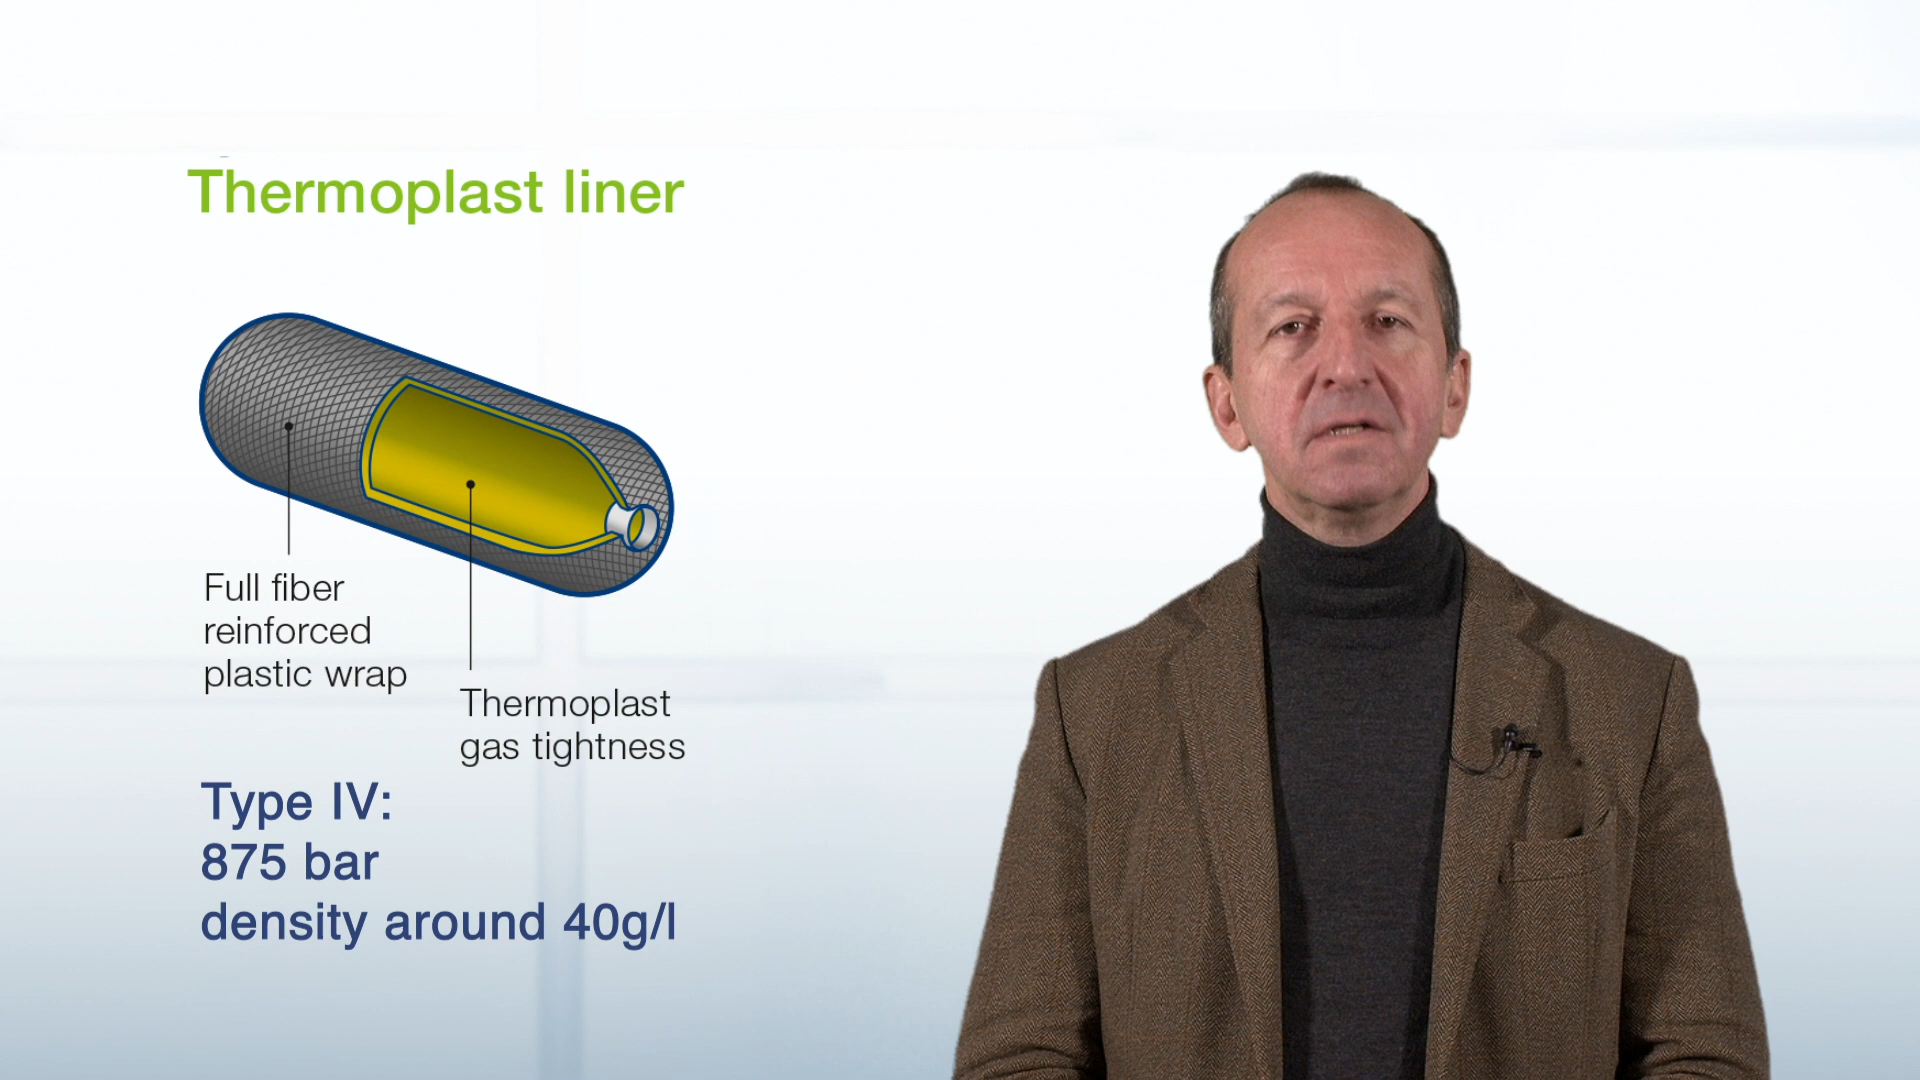 Thermoplast liner
Full fiber
reinforced
plastic wrap
Thermoplast
gas tightness
Type IV:
875 bar
density around 40g/l